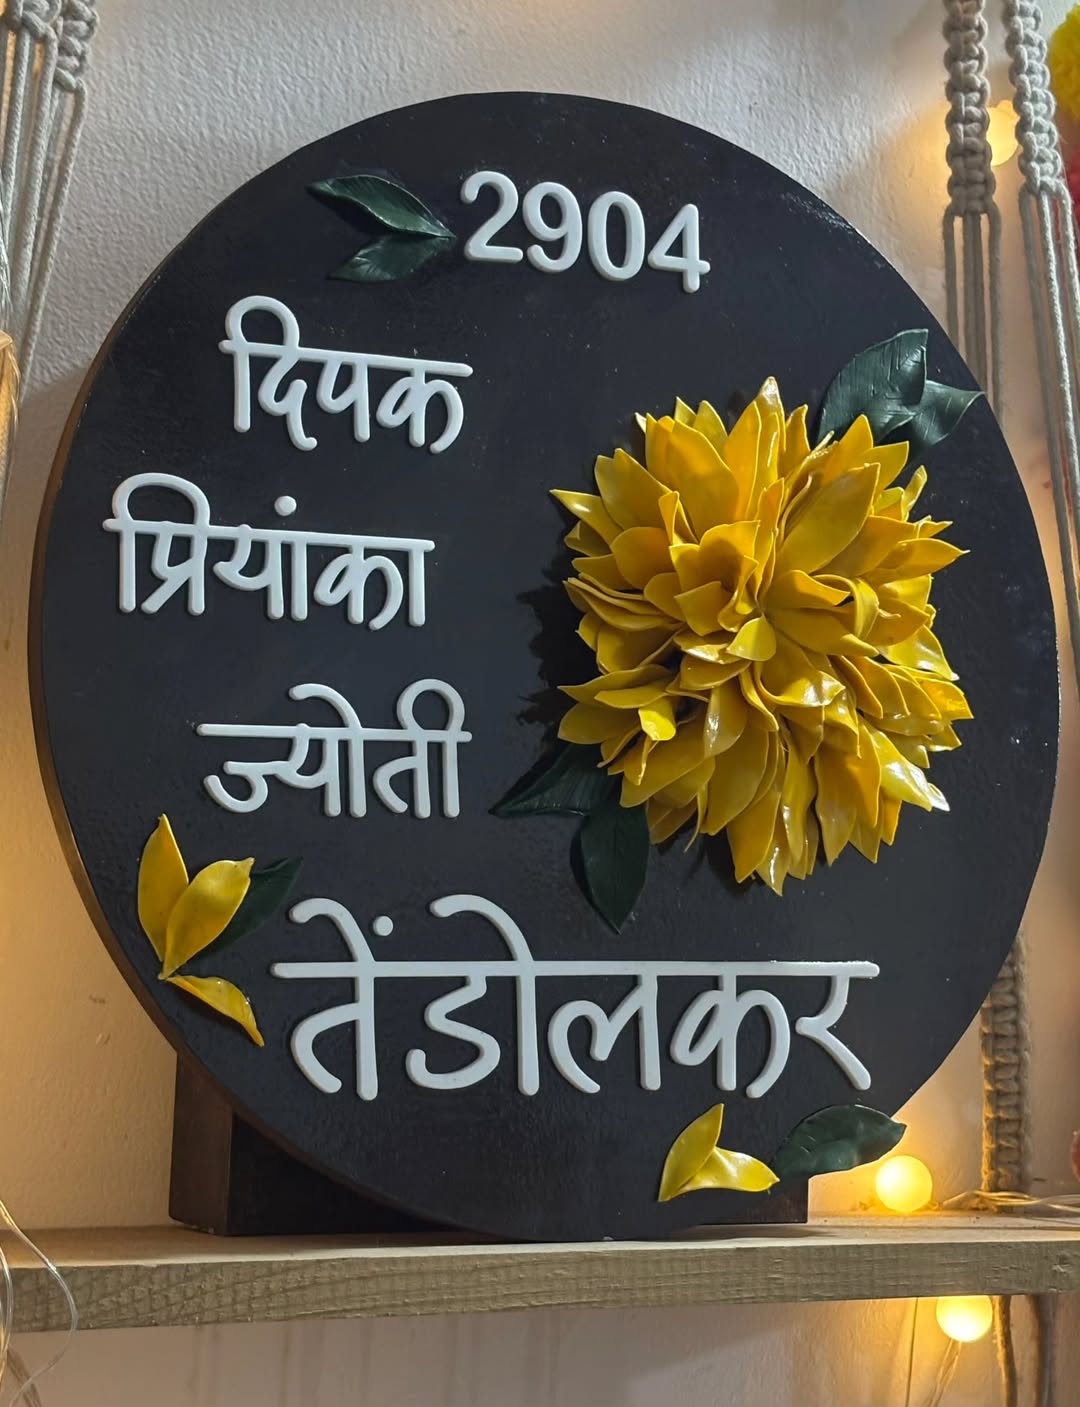 2904
दिपक
प्रियांका
ज्योती
तेंडोलकर